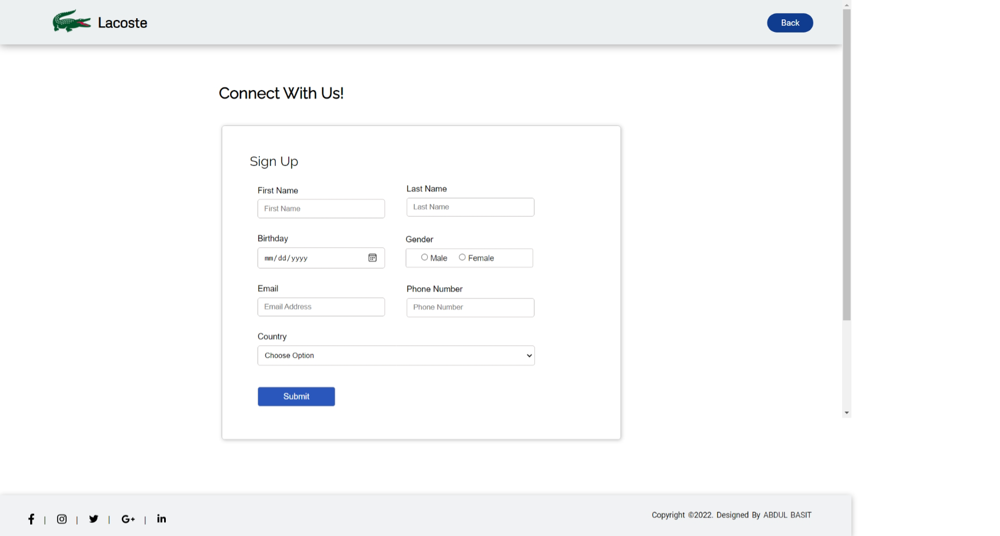 Lacoste
Back
Connect With Us!
Sign Up
First Name
Last Name
First Name
Last Name
Birthday
Gender
mm/dd/yyyy
Male Female
Email
Phone Number
Email Address
Phone Number
Country
Choose Option
Submit
f | | | G+ | in
Copyright ©2022. Designed By ABDUL BASIT